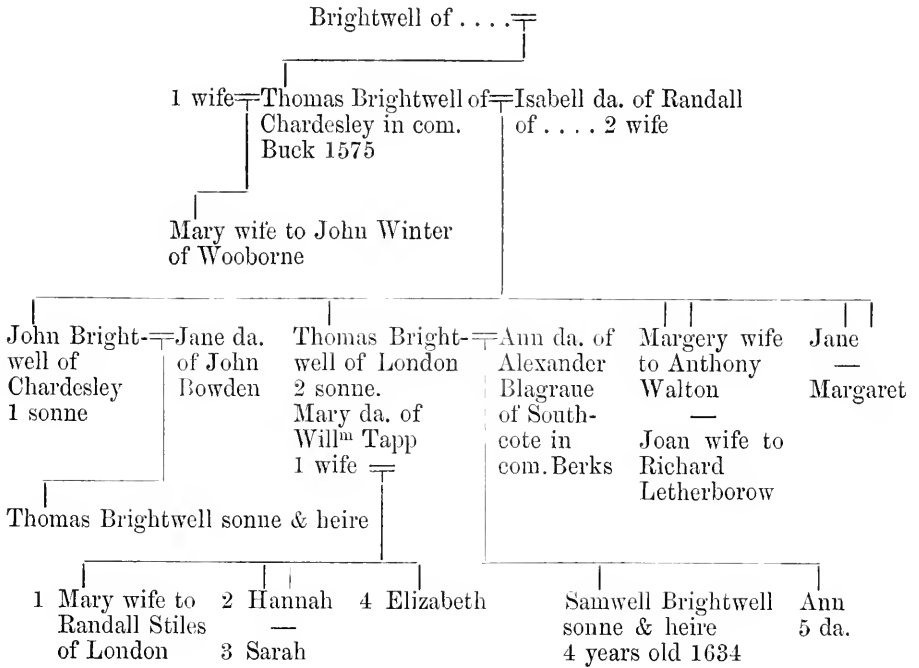 Brightwell of . . . .
1 wife
Thomas Brightwell of
Chardesley in com.
Buck 1575
Isabell da. of Randall
of . . . . 2 wife
Mary wife to John Winter
of Wooborne
John Bright-
well of
Chardesley
1 sonne
Jane da.
of John
Bowden
Thomas Bright-
well of London
2 sonne.
Mary da. of
Willᵐ Tapp
1 wife
Ann da. of
Alexander
Blagraue
of South-
cote in
com. Berks
Margery wife
to Anthony
Walton
—
Joan wife to
Richard
Letherborow
Jane
—
Margaret
Thomas Brightwell sonne & heire
1 Mary wife to
Randall Stiles
of London
2 Hannah
—
3 Sarah
4 Elizabeth
Samwell Brightwell
sonne & heire
4 years old 1634
Ann
5 da.